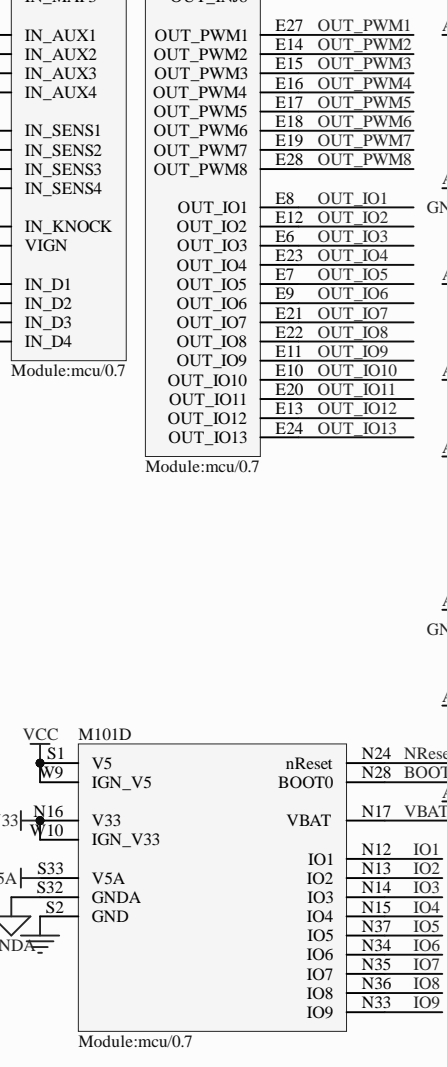 OUT_PWM1 E27 OUT_PWM1
IN_AUX1 OUT_PWM2 E14 OUT_PWM2
IN_AUX2 OUT_PWM3 E15 OUT_PWM3
IN_AUX3 OUT_PWM4 E16 OUT_PWM4
IN_AUX4 OUT_PWM5 E17 OUT_PWM5
IN_SENS1 OUT_PWM6 E18 OUT_PWM6
IN_SENS2 OUT_PWM7 E19 OUT_PWM7
IN_SENS3 OUT_PWM8 E28 OUT_PWM8
IN_SENS4
OUT_IO1 E8 OUT_IO1
IN_KNOCK OUT_IO2 E12 OUT_IO2
VIGN OUT_IO3 E6 OUT_IO3
OUT_IO4 E23 OUT_IO4
IN_D1 OUT_IO5 E7 OUT_IO5
IN_D2 OUT_IO6 E9 OUT_IO6
IN_D3 OUT_IO7 E21 OUT_IO7
IN_D4 OUT_IO8 E22 OUT_IO8
OUT_IO9 E11 OUT_IO9
Module:mcu/0.7 OUT_IO10 E10 OUT_IO10
OUT_IO11 E20 OUT_IO11
OUT_IO12 E13 OUT_IO12
OUT_IO13 E24 OUT_IO13
Module:mcu/0.7
VCC M101D
S1 V5 nReset N24 NRese
W9 IGN_V5 BOOT0 N28 BOOT
N16 V33 VBAT N17 VBAT
W10 IGN_V33
S33 V5A IO1 N12 IO1
S32 GNDA IO2 N13 IO2
S2 GND IO3 N14 IO3
IO4 N15 IO4
IO5 N37 IO5
IO6 N34 IO6
IO7 N35 IO7
IO8 N36 IO8
IO9 N33 IO9
Module:mcu/0.7